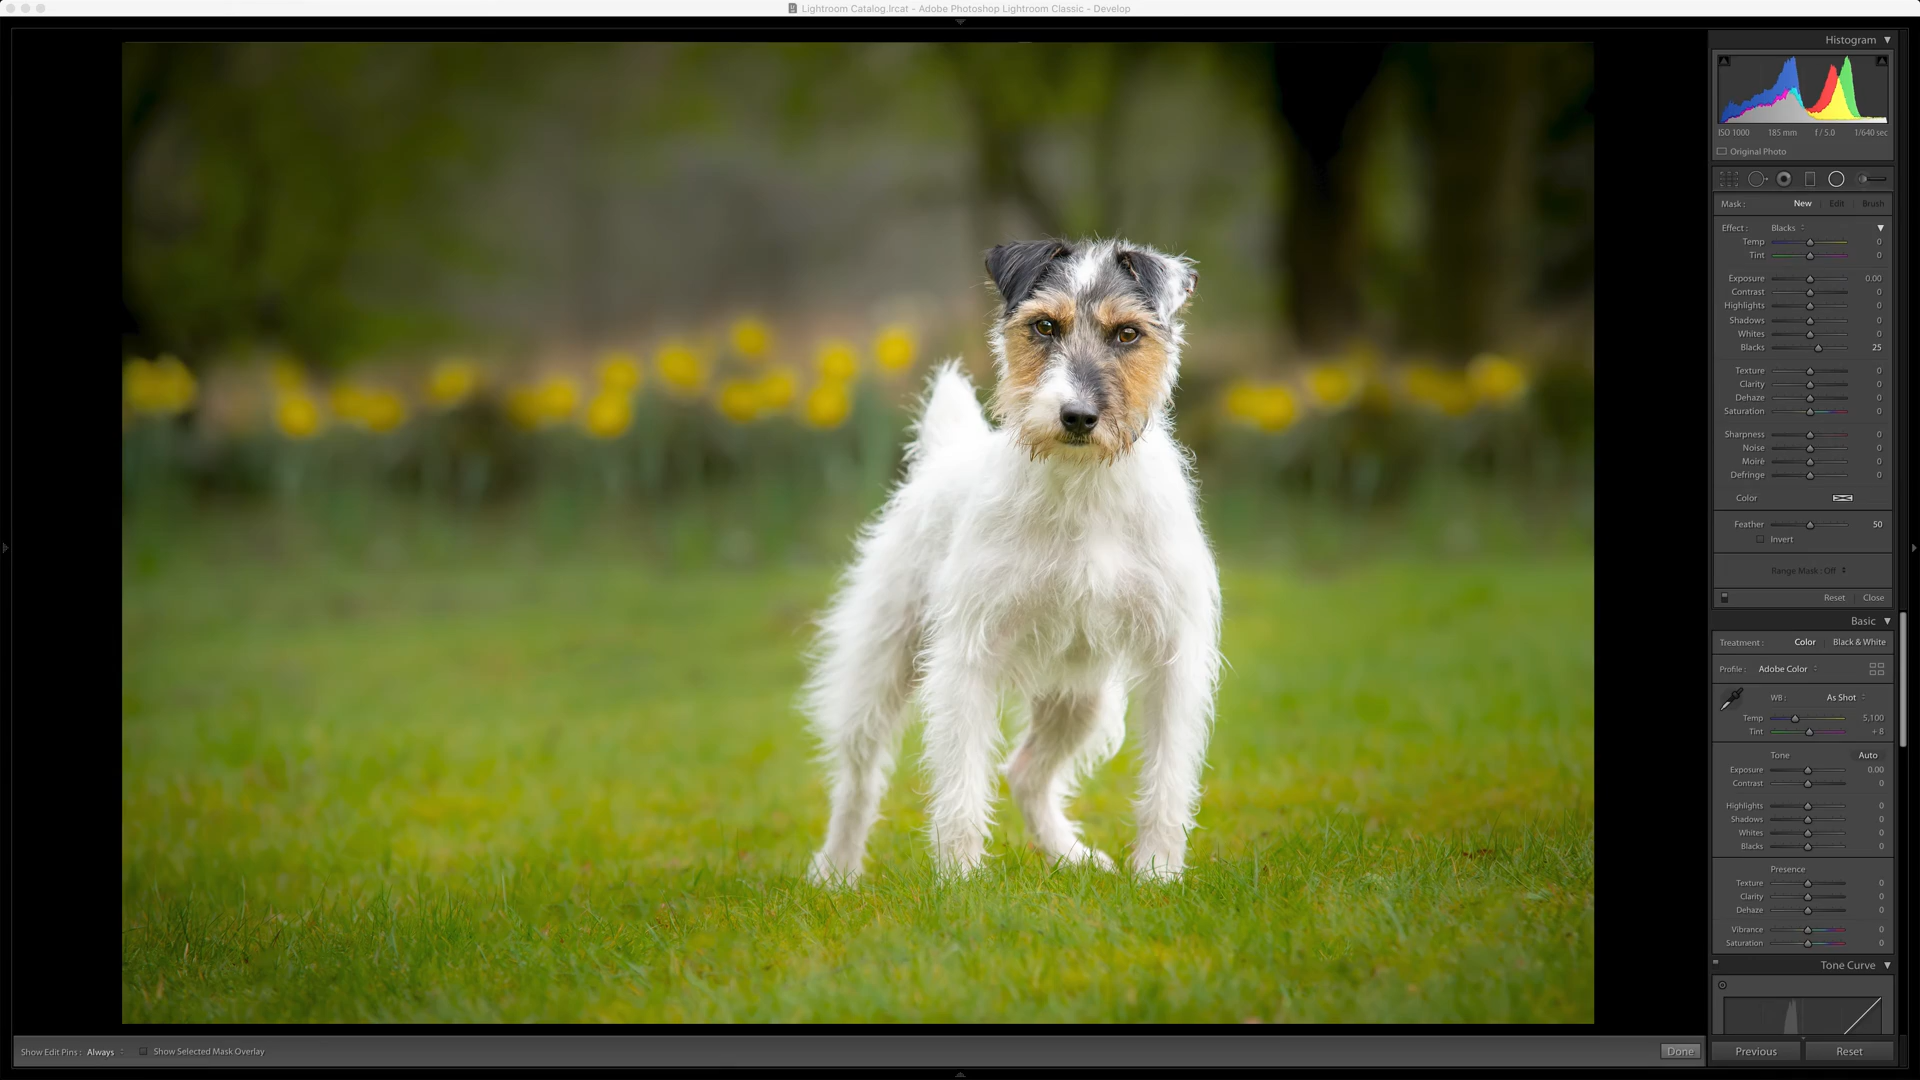 Lightroom Catalog.lrcat - Adobe Photoshop Lightroom Classic - Develop
Histogram
ISO 1000 185 mm f / 5.0 1/640 sec
Original Photo
Mask : New Edit Brush
Effect : Blacks
Temp 0
Tint 0
Exposure 0.00
Contrast 0
Highlights 0
Shadows 0
Whites 0
Blacks 25
Texture 0
Clarity 0
Dehaze 0
Saturation 0
Sharpness 0
Noise 0
Moiré 0
Defringe 0
Color
Feather 50
Invert
Range Mask : Off
Reset Close
Basic
Treatment : Color Black & White
Profile : Adobe Color
WB : As Shot
Temp 5,100
Tint + 8
Tone Auto
Exposure 0.00
Contrast 0
Highlights 0
Shadows 0
Whites 0
Blacks 0
Presence
Texture 0
Clarity 0
Dehaze 0
Vibrance 0
Saturation 0
Tone Curve
Show Edit Pins : Always Show Selected Mask Overlay Done Previous Reset